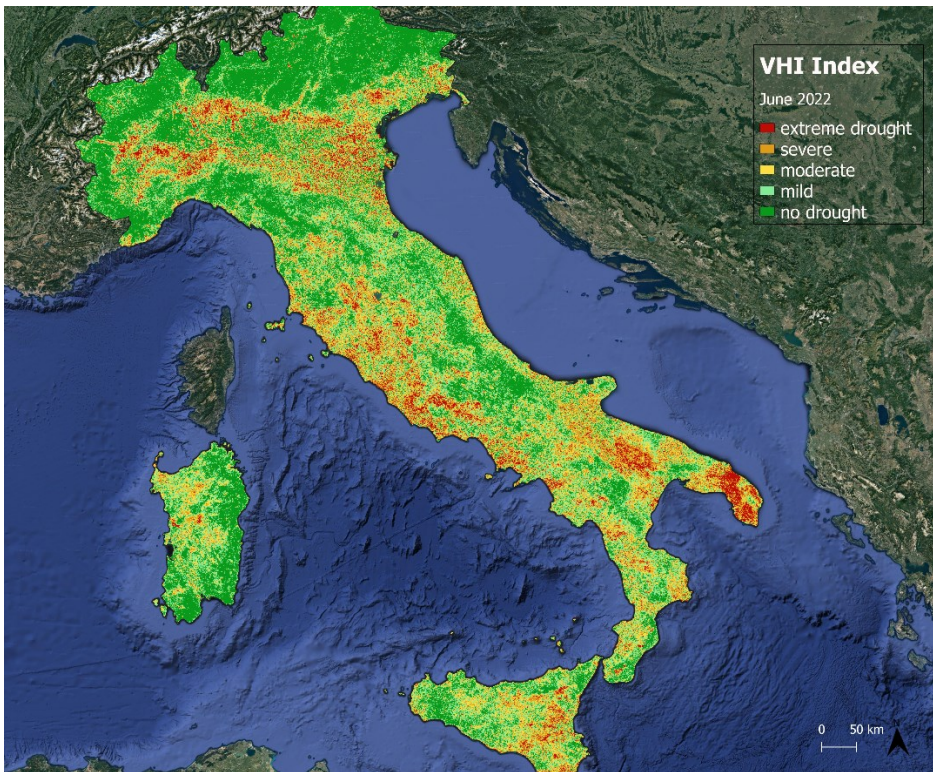 VHI Index
June 2022
extreme drought
severe
moderate
mild
no drought
0 50 km